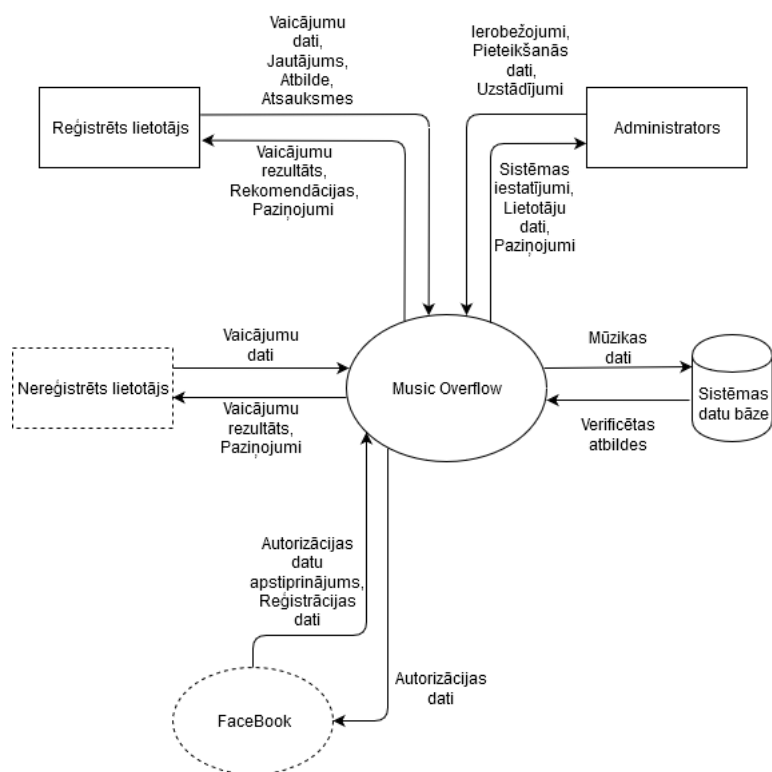 Vaicājumu
dati,
Jautājums,
Atbilde,
Atsauksmes
Ierobežojumi,
Pieteikšanās
dati,
Uzstādījumi
Reģistrēts lietotājs
Administrators
Vaicājumu
rezultāts,
Rekomendācijas,
Paziņojumi
Sistēmas
iestatījumi,
Lietotāju
dati,
Paziņojumi
Vaicājumu
dati
Mūzikas
dati
Nereģistrēts lietotājs
Music Overflow
Sistēmas
datu bāze
Vaicājumu
rezultāts,
Paziņojumi
Verificētas
atbildes
Autorizācijas
datu
apstiprinājums,
Reģistrācijas
dati
Autorizācijas
dati
FaceBook